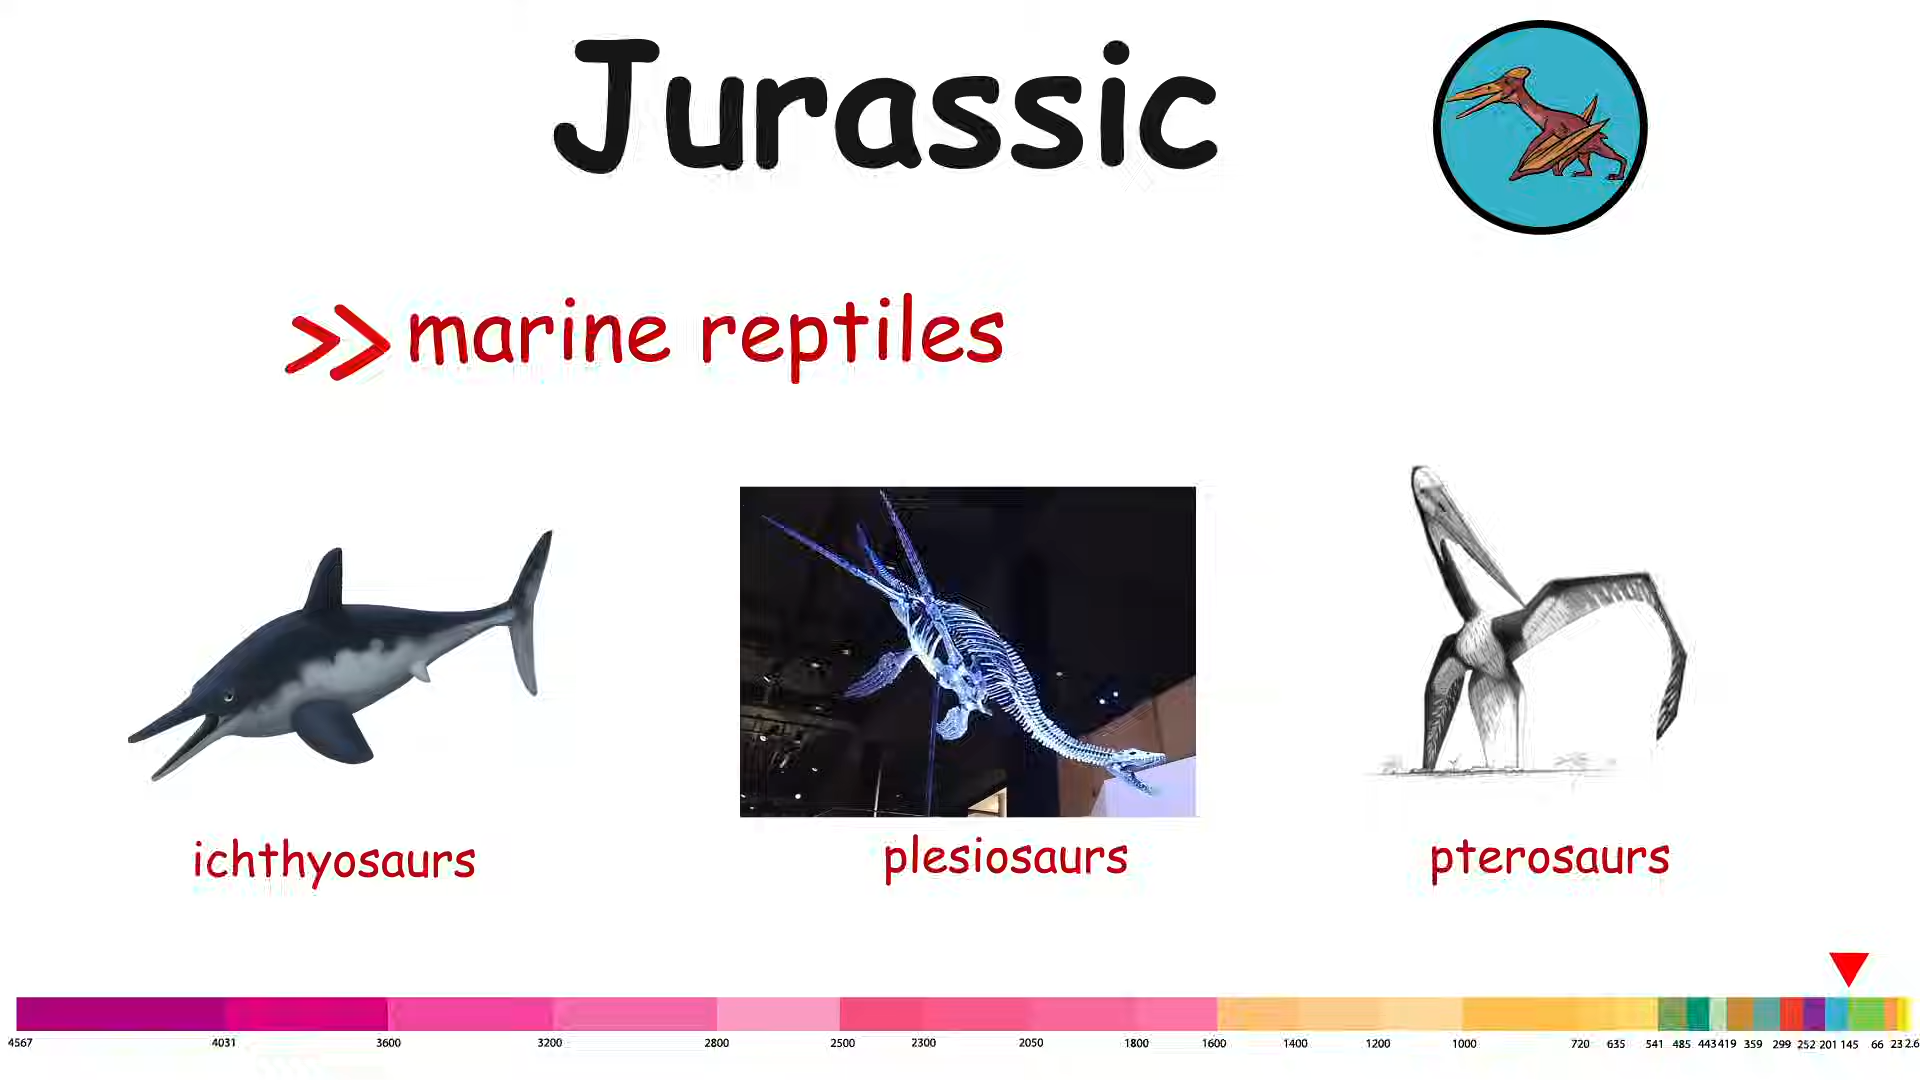 Jurassic
>> marine reptiles
ichthyosaurs
plesiosaurs
pterosaurs
4567 4031 3600 3200 2800 2500 2300 2050 1800 1600 1400 1200 1000 720 635 541 485 443 419 359 299 252 201 145 66 23 2.6